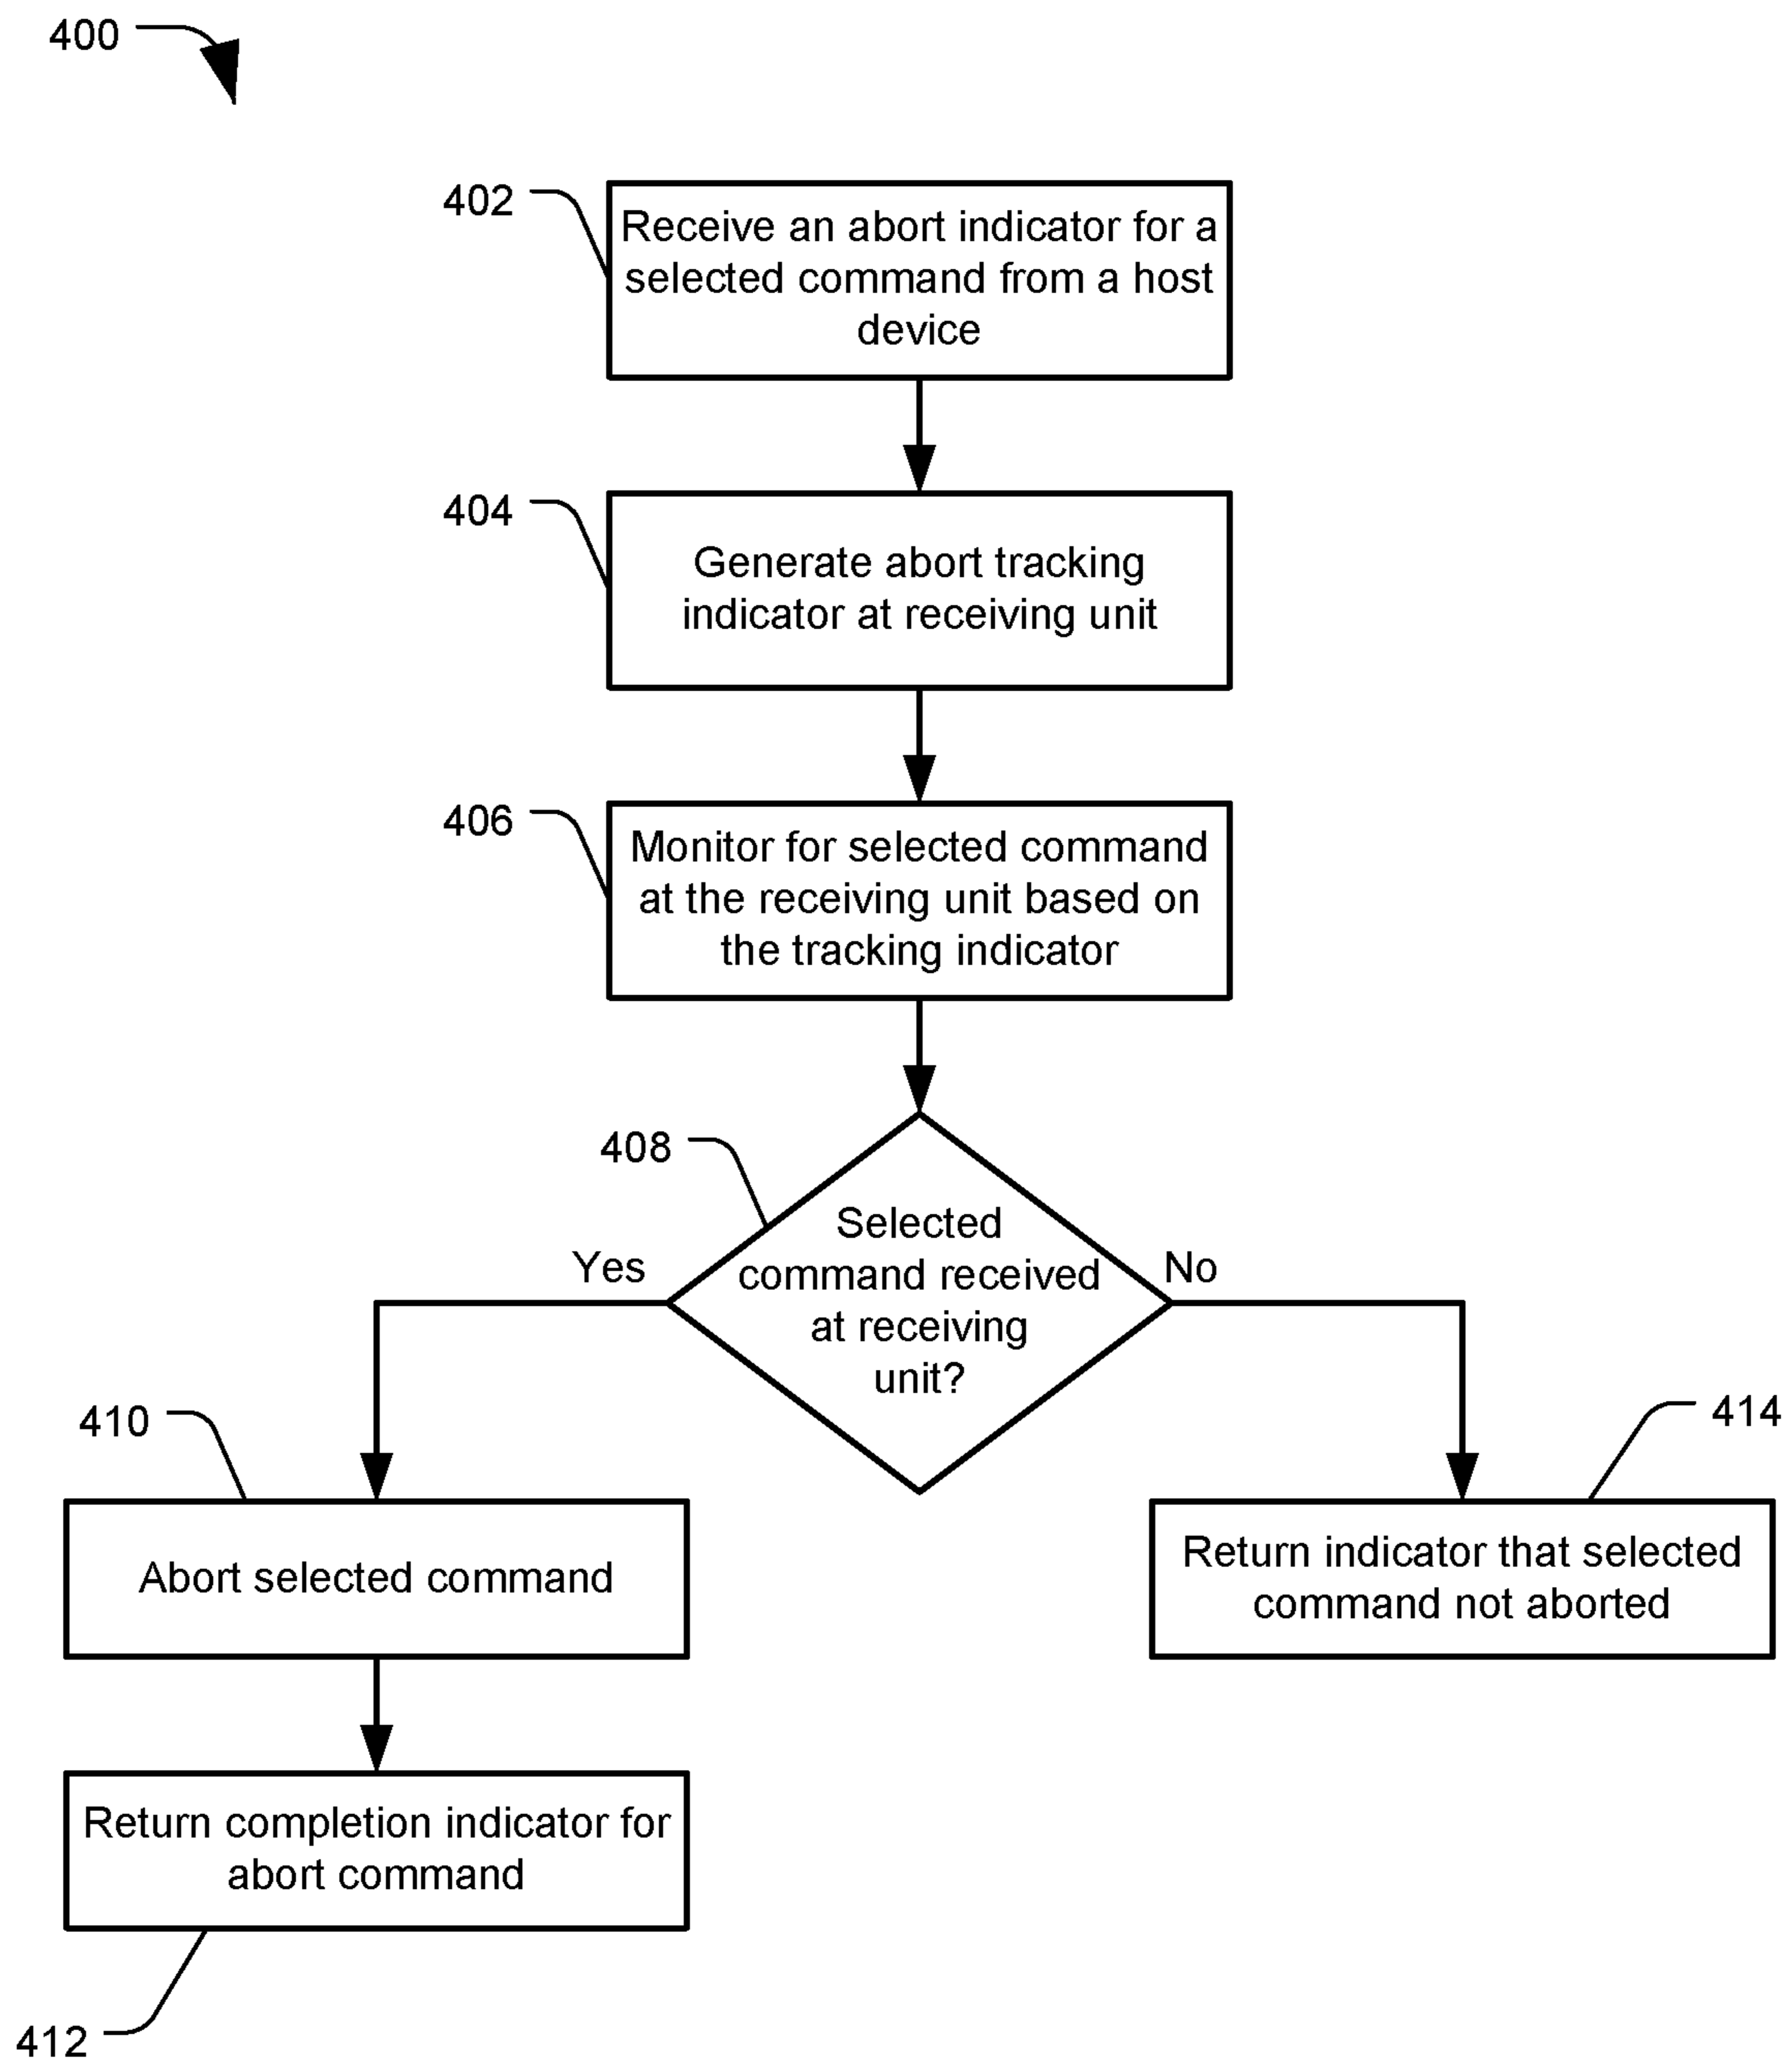 400
402
Receive an abort indicator for a
selected command from a host
device
404
Generate abort tracking
indicator at receiving unit
406
Monitor for selected command
at the receiving unit based on
the tracking indicator
408
Selected
command received
at receiving
unit?
Yes
No
410
Abort selected command
414
Return indicator that selected
command not aborted
Return completion indicator for
abort command
412